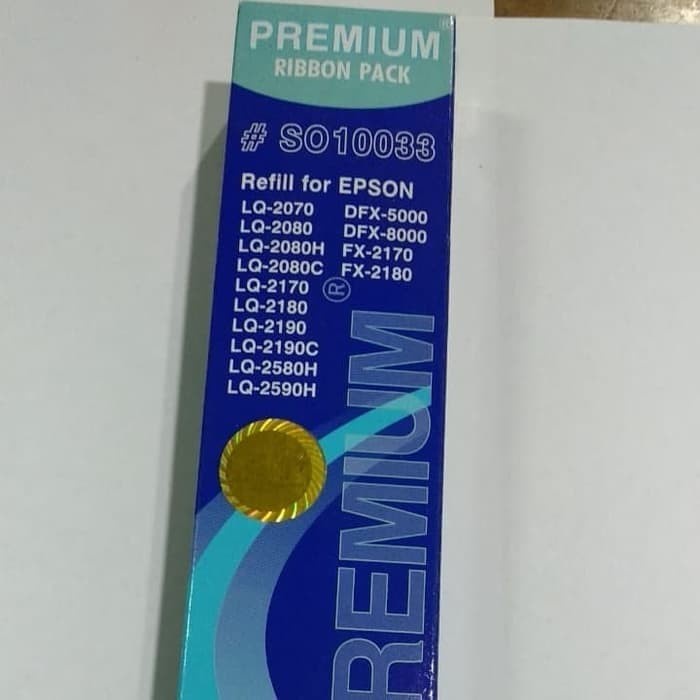 PREMIUM®
RIBBON PACK
# SO10033
Refill for EPSON
LQ-2070 DFX-5000
LQ-2080 DFX-8000
LQ-2080H FX-2170
LQ-2080C FX-2180
LQ-2170
LQ-2180
LQ-2190
LQ-2190C
LQ-2580H
LQ-2590H
REMIUM®